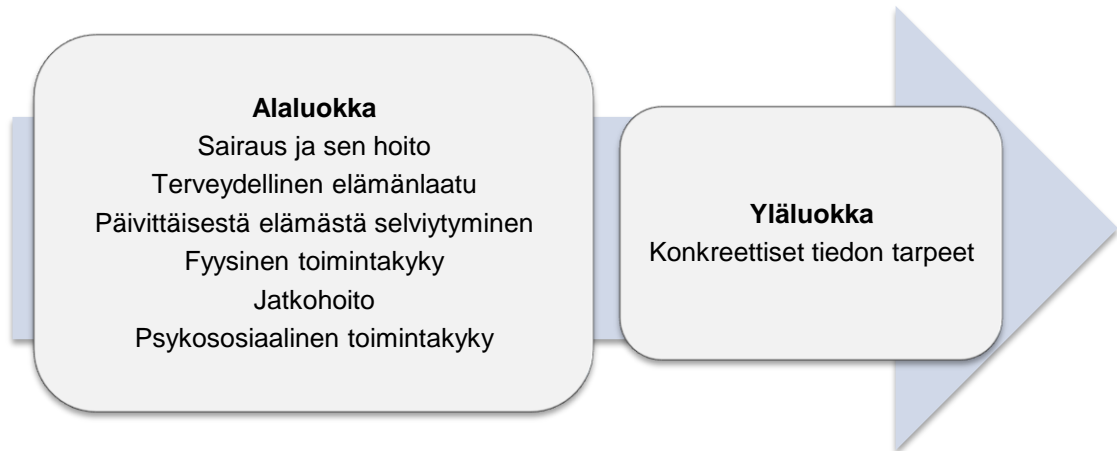 Alaluokka
Sairaus ja sen hoito
Terveydellinen elämänlaatu
Päivittäisestä elämästä selviytyminen
Fyysinen toimintakyky
Jatkohoito
Psykososiaalinen toimintakyky
Yläluokka
Konkreettiset tiedon tarpeet